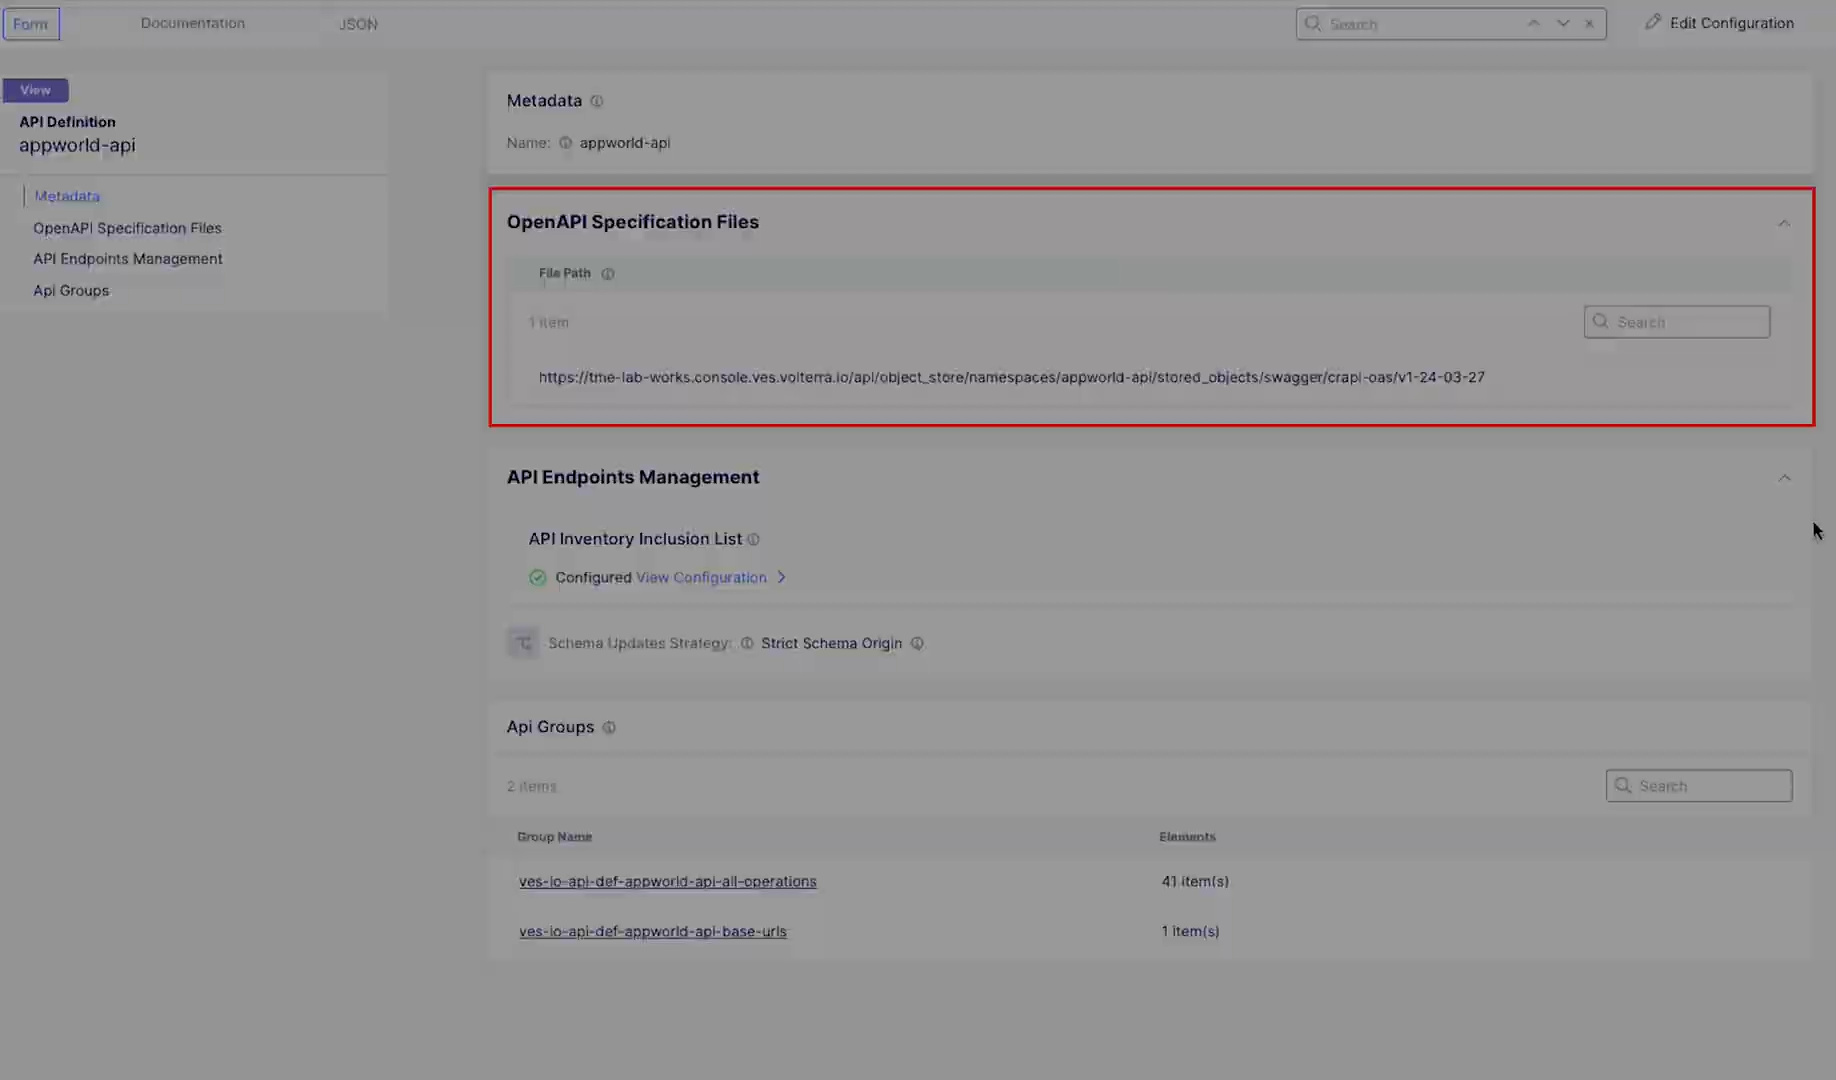 Form
Documentation
JSON
Search
Edit Configuration
View
API Definition
appworld-api
Metadata
OpenAPI Specification Files
API Endpoints Management
Api Groups
Metadata
Name: appworld-api
OpenAPI Specification Files
File Path
1 item
Search
https://tme-lab-works.console.ves.volterra.io/api/object_store/namespaces/appworld-api/stored_objects/swagger/crapi-oas/v1-24-03-27
API Endpoints Management
API Inventory Inclusion List
Configured View Configuration
Schema Updates Strategy: Strict Schema Origin
Api Groups
2 items
Search
Group Name Elements
ves-io-api-def-appworld-api-all-operations 41 item(s)
ves-io-api-def-appworld-api-base-urls 1 item(s)